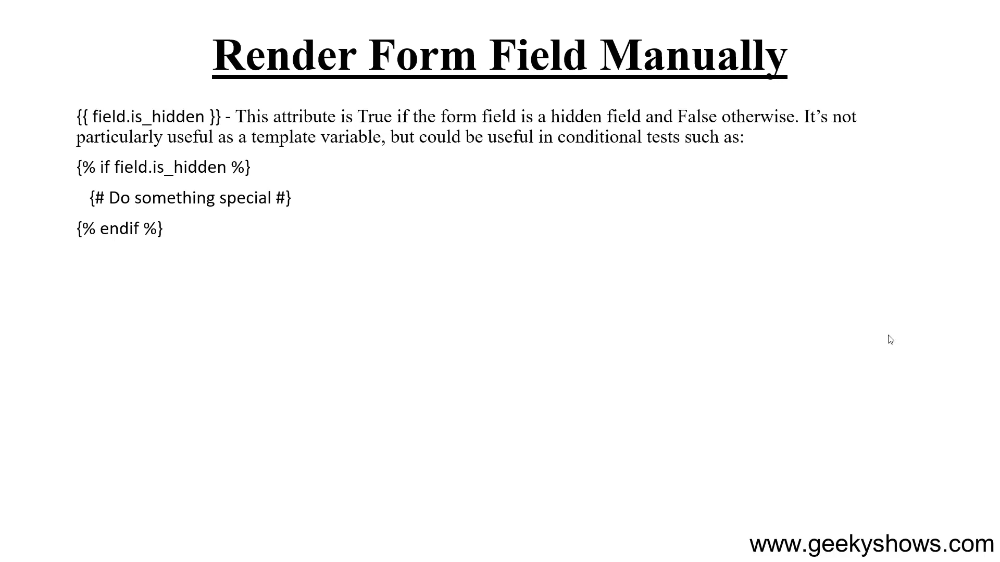 Render Form Field Manually
{{ field.is_hidden }} - This attribute is True if the form field is a hidden field and False otherwise. It’s not
particularly useful as a template variable, but could be useful in conditional tests such as:
{% if field.is_hidden %}
{# Do something special #}
{% endif %}
www.geekyshows.com